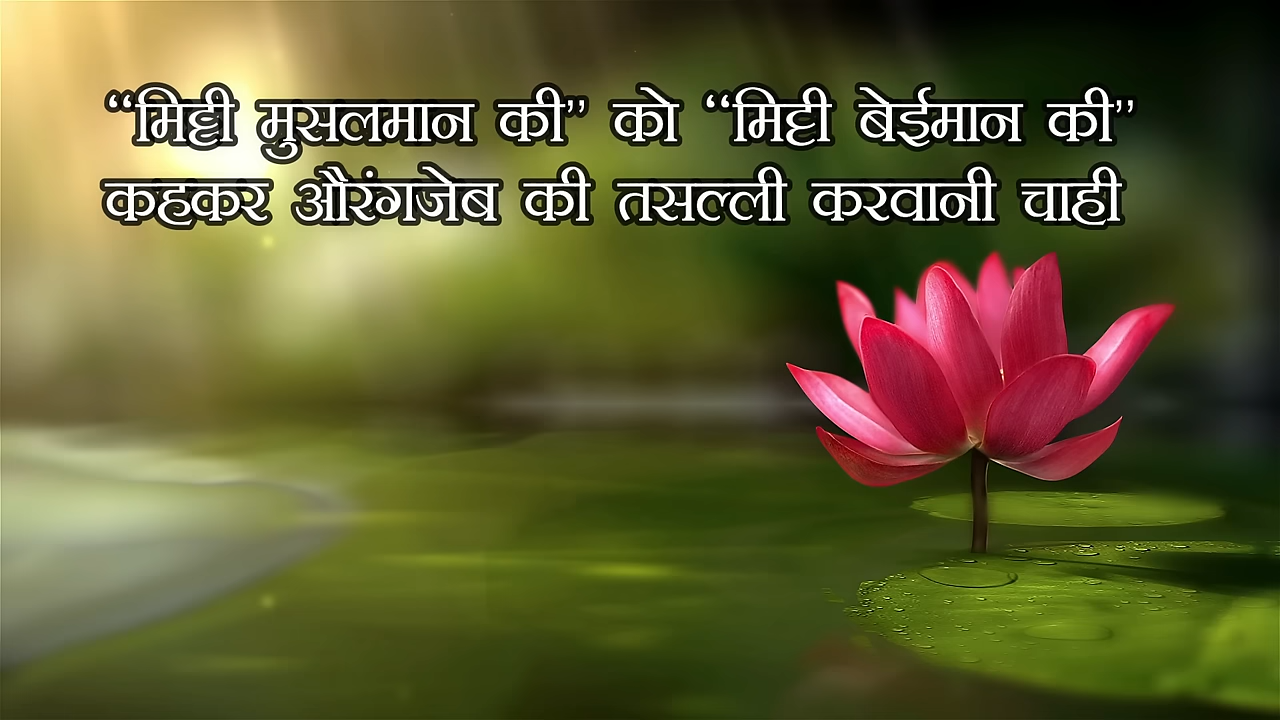 “मिट्टी मुसलमान की” को “मिट्टी बेईमान की”
कहकर औरंगजेब की तसल्ली करवानी चाही